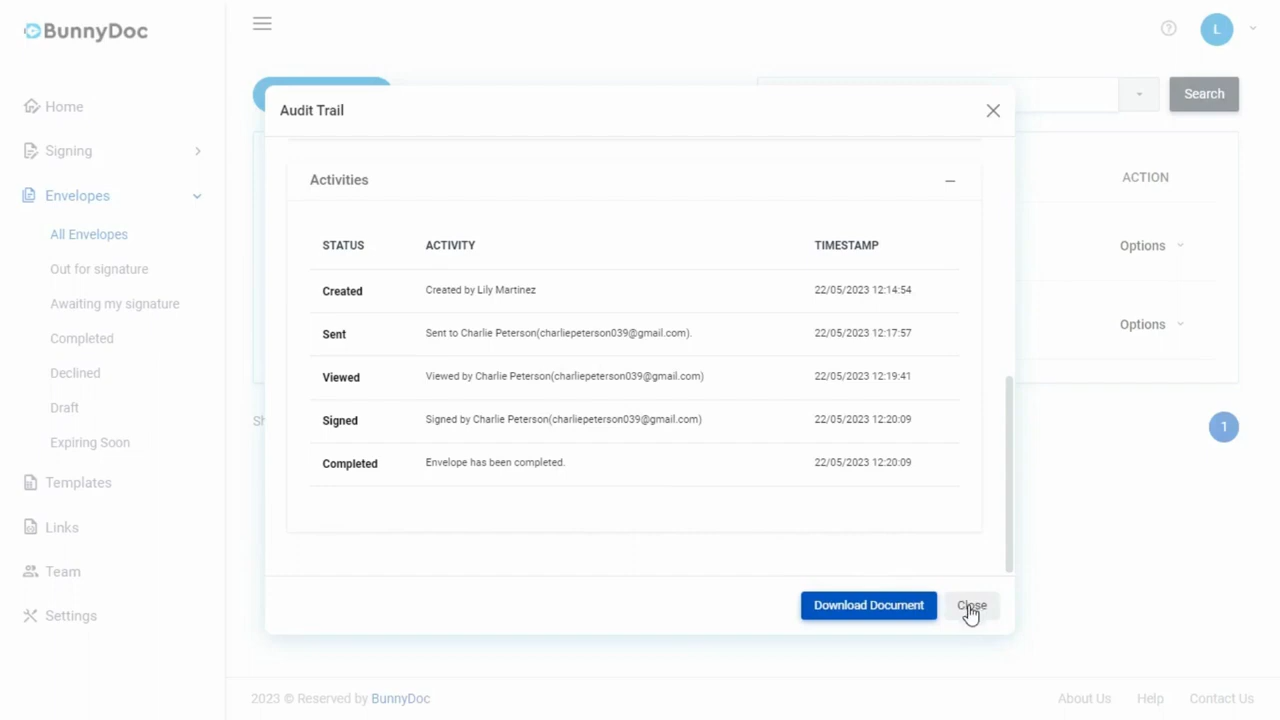 BunnyDoc
L
Home
Signing
Envelopes
All Envelopes
Out for signature
Awaiting my signature
Completed
Declined
Draft
Expiring Soon
Templates
Links
Team
Settings
Search
Audit Trail
Activities
STATUS ACTIVITY TIMESTAMP
Created Created by Lily Martinez 22/05/2023 12:14:54
Sent Sent to Charlie Peterson(charliepeterson039@gmail.com). 22/05/2023 12:17:57
Viewed Viewed by Charlie Peterson(charliepeterson039@gmail.com) 22/05/2023 12:19:41
Signed Signed by Charlie Peterson(charliepeterson039@gmail.com) 22/05/2023 12:20:09
Completed Envelope has been completed. 22/05/2023 12:20:09
Download Document Close
ACTION
Options
Options
1
2023 © Reserved by BunnyDoc
About Us Help Contact Us